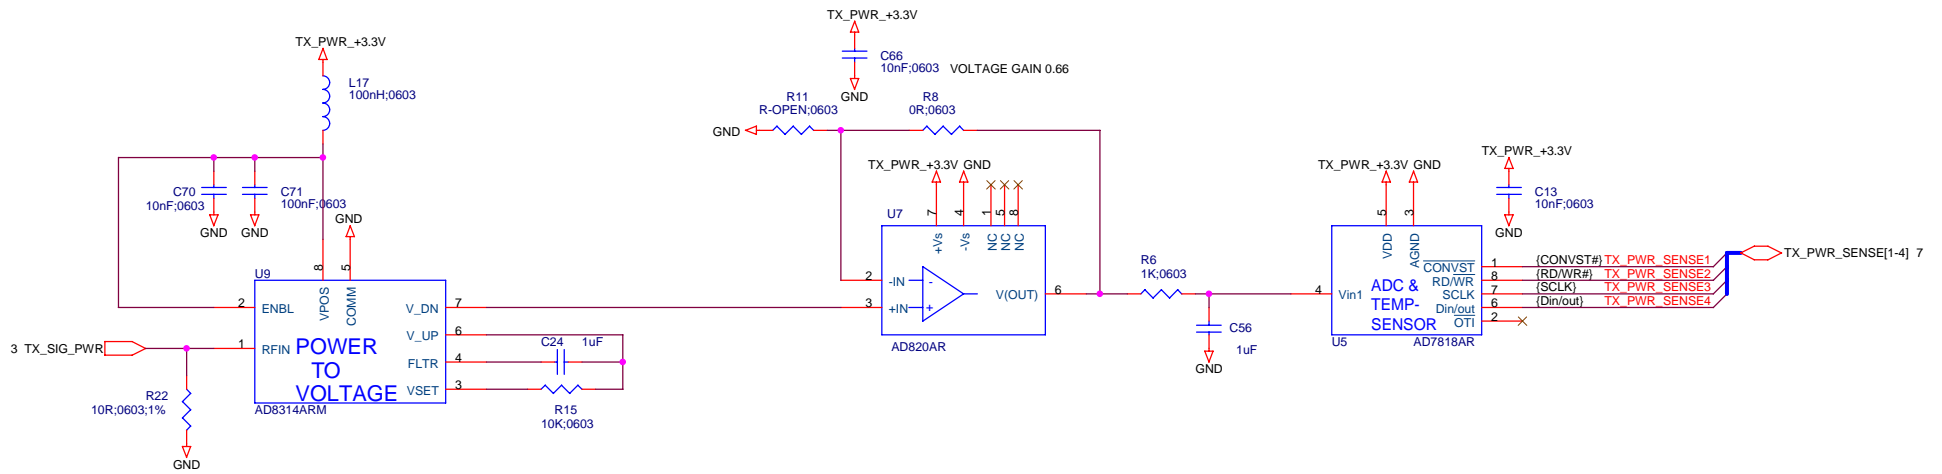 TX_PWR_+3.3V
L17
100nH;0603
C70
10nF;0603
GND
C71
100nF;0603
GND
GND
8
5
U9
VPOS
COMM
2
ENBL
3 TX_SIG_PWR
1
RFIN
POWER
TO
VOLTAGE
V_DN
7
V_UP
6
FLTR
4
VSET
3
AD8314ARM
R22
10R;0603;1%
GND
C24
1uF
R15
10K;0603
TX_PWR_+3.3V
C66
10nF;0603
VOLTAGE GAIN 0.66
GND
R11
R-OPEN;0603
GND
R8
0R;0603
TX_PWR_+3.3V
GND
U7
7
4
1
5
8
+Vs
-Vs
NC
NC
NC
2
-IN
-
3
+IN
+
V(OUT)
6
AD820AR
R6
1K;0603
C56
1uF
GND
TX_PWR_+3.3V
GND
TX_PWR_+3.3V
C13
10nF;0603
GND
5
3
VDD
AGND
4
Vin1
ADC &
TEMP-
SENSOR
CONVST
1
{CONVST#}
TX_PWR_SENSE1
RD/WR
8
{RD/WR#}
TX_PWR_SENSE2
SCLK
7
{SCLK}
TX_PWR_SENSE3
Din/out
6
{Din/out}
TX_PWR_SENSE4
OTI
2
U5
AD7818AR
TX_PWR_SENSE[1-4] 7